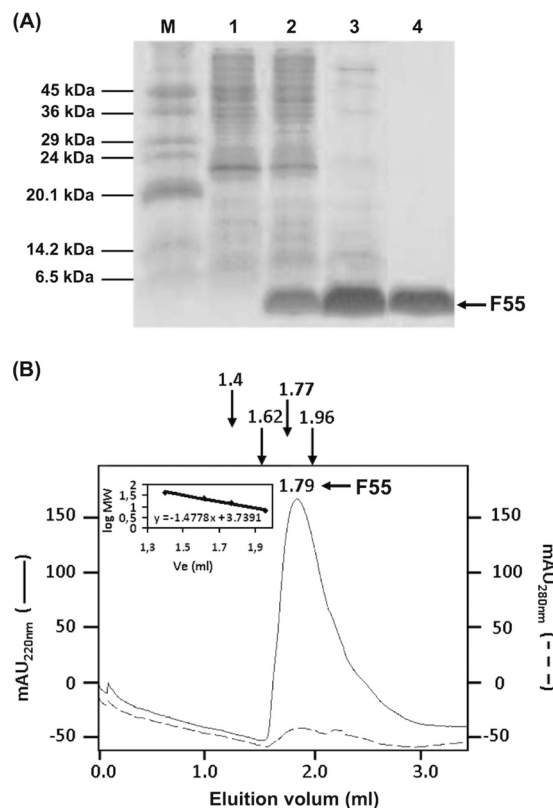 (A)
M 1 2 3 4
45 kDa
36 kDa
29 kDa
24 kDa
20.1 kDa
14.2 kDa
6.5 kDa
F55
(B)
1.4
1.77
1.62
1.96
1.79
F55
log MW
2
1,5
1
0,5
0
y = -1.4778x + 3.7391
1,3 1.5 1.7 1,9
Ve (ml)
mAU220nm ( — )
150
100
50
0
-50
150
100
50
0
-50
mAU280nm ( – – – )
0.0 1.0 2.0 3.0
Eluition volum (ml)